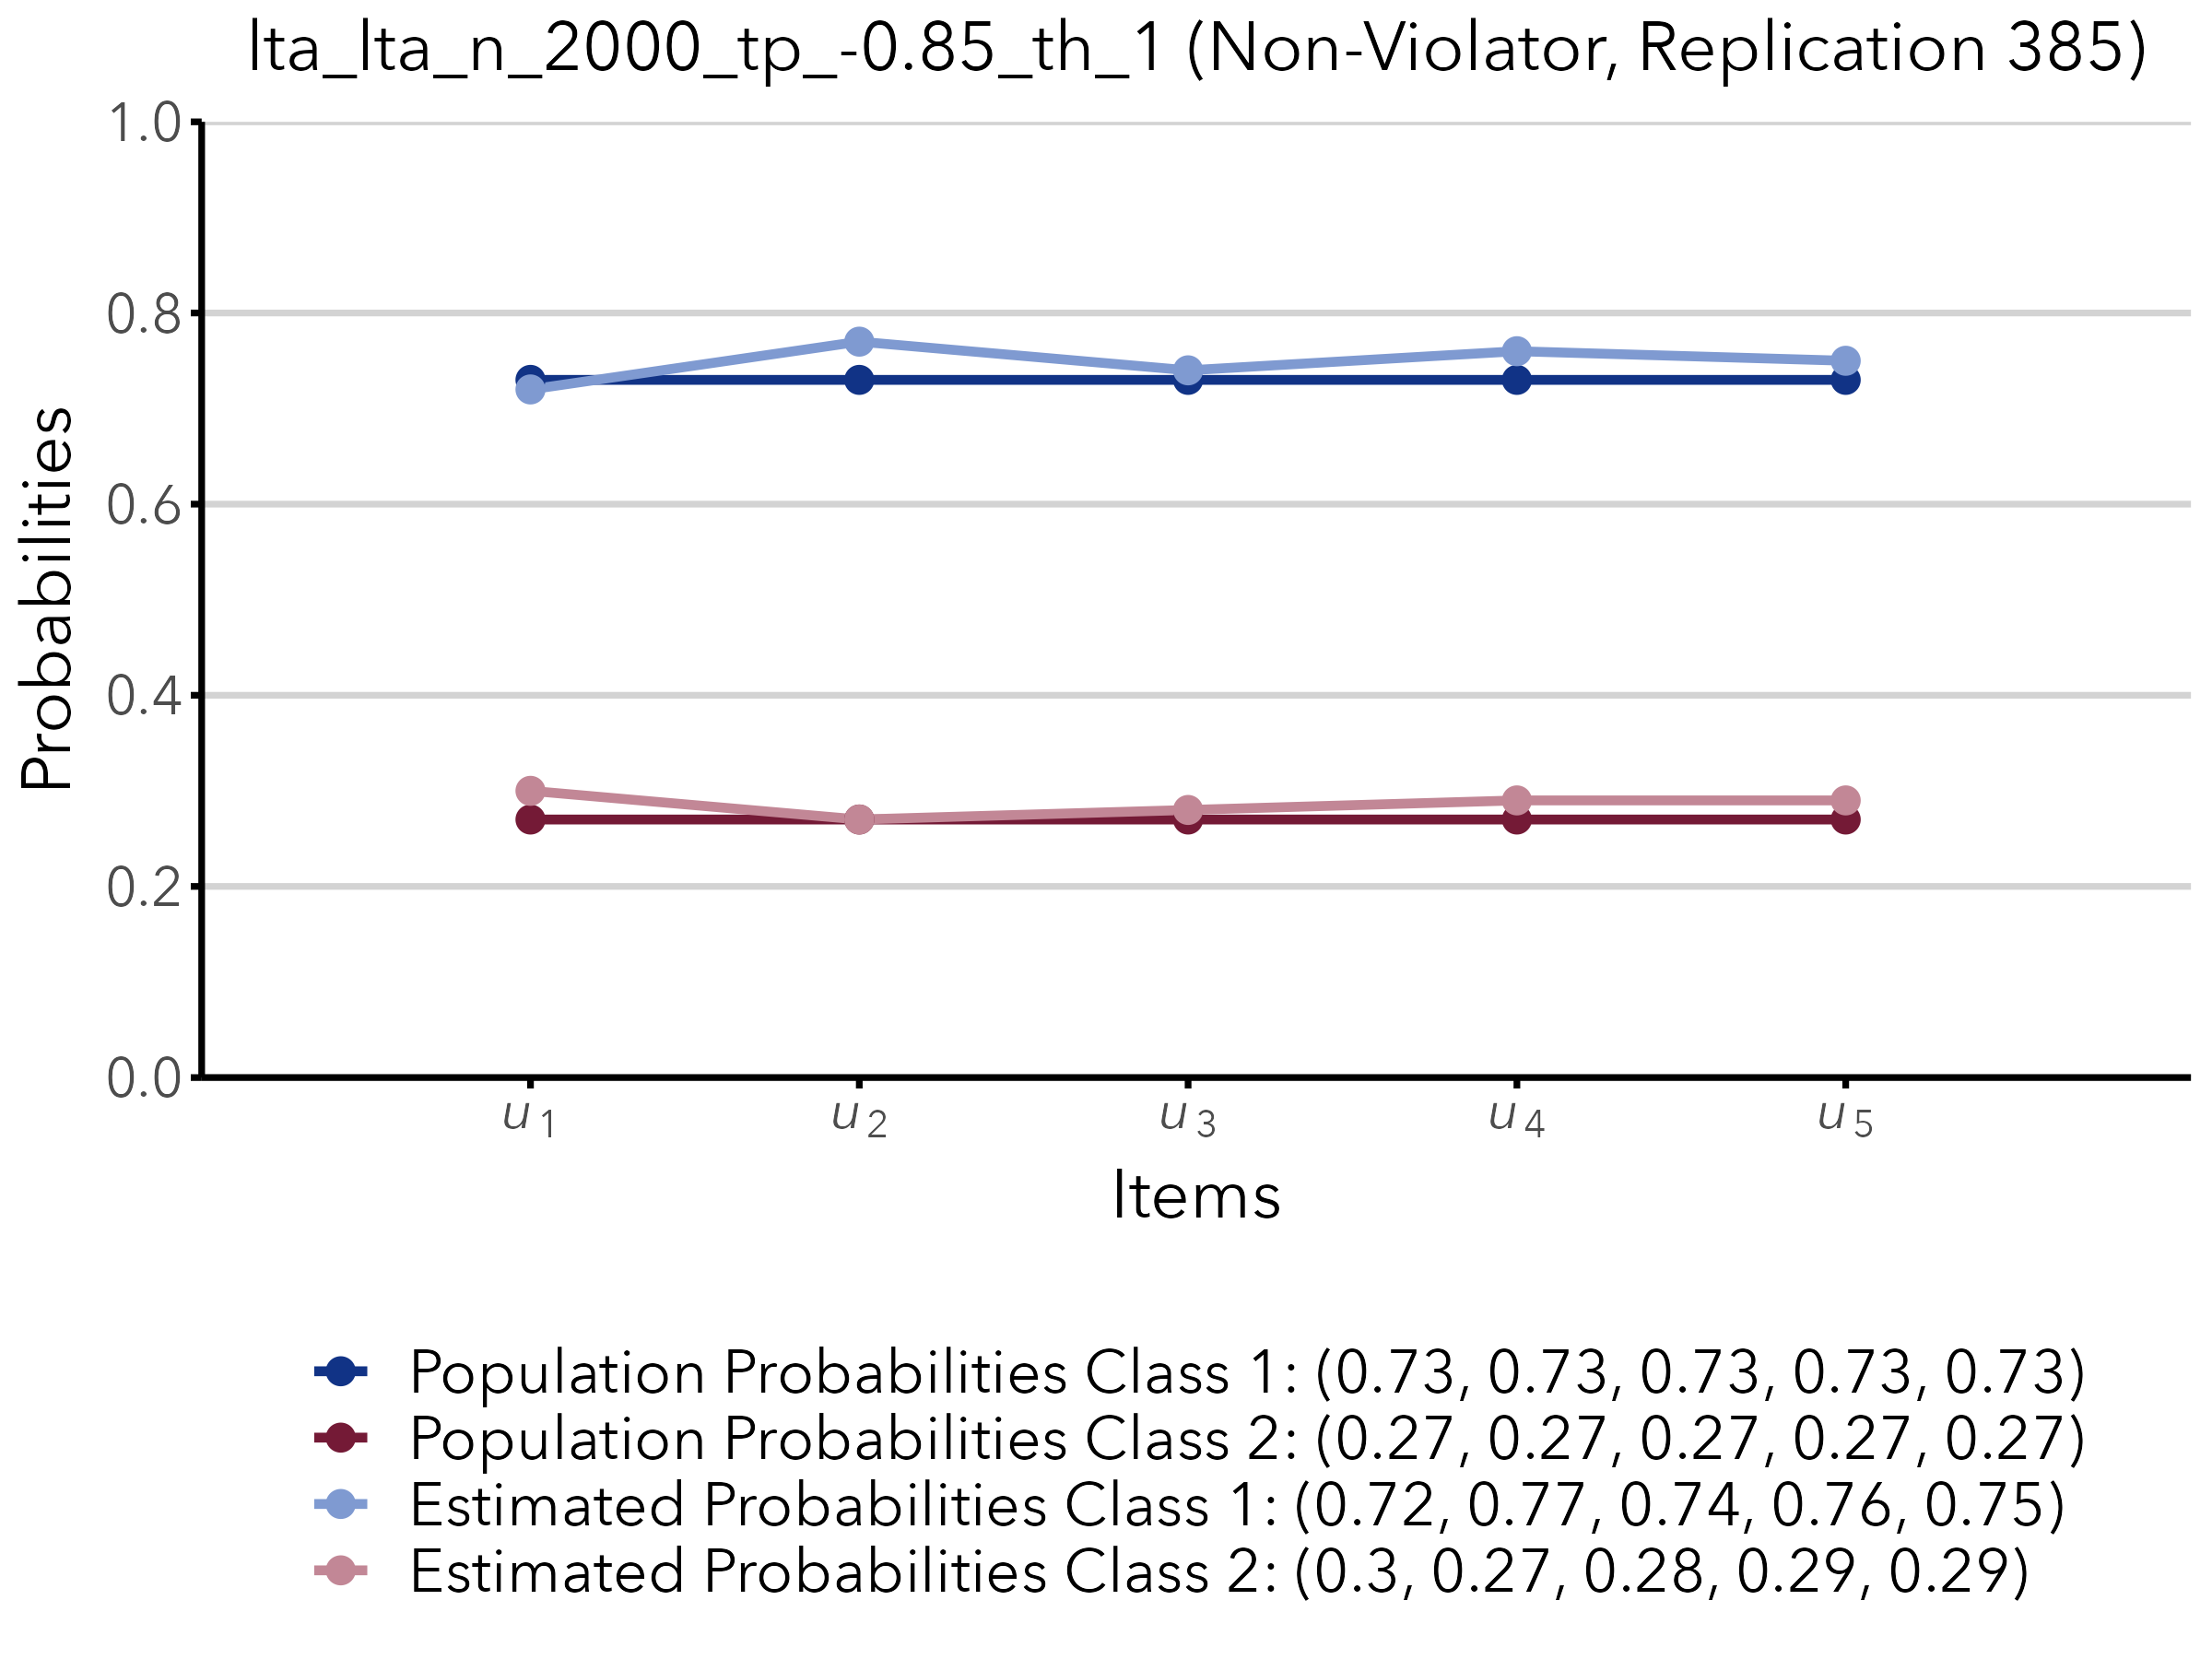 lta_lta_n_2000_tp_-0.85_th_1 (Non-Violator, Replication 385)
1.0
0.8
0.6
0.4
0.2
0.0
Probabilities
u1 u2 u3 u4 u5
Items
Population Probabilities Class 1: (0.73, 0.73, 0.73, 0.73, 0.73)
Population Probabilities Class 2: (0.27, 0.27, 0.27, 0.27, 0.27)
Estimated Probabilities Class 1: (0.72, 0.77, 0.74, 0.76, 0.75)
Estimated Probabilities Class 2: (0.3, 0.27, 0.28, 0.29, 0.29)